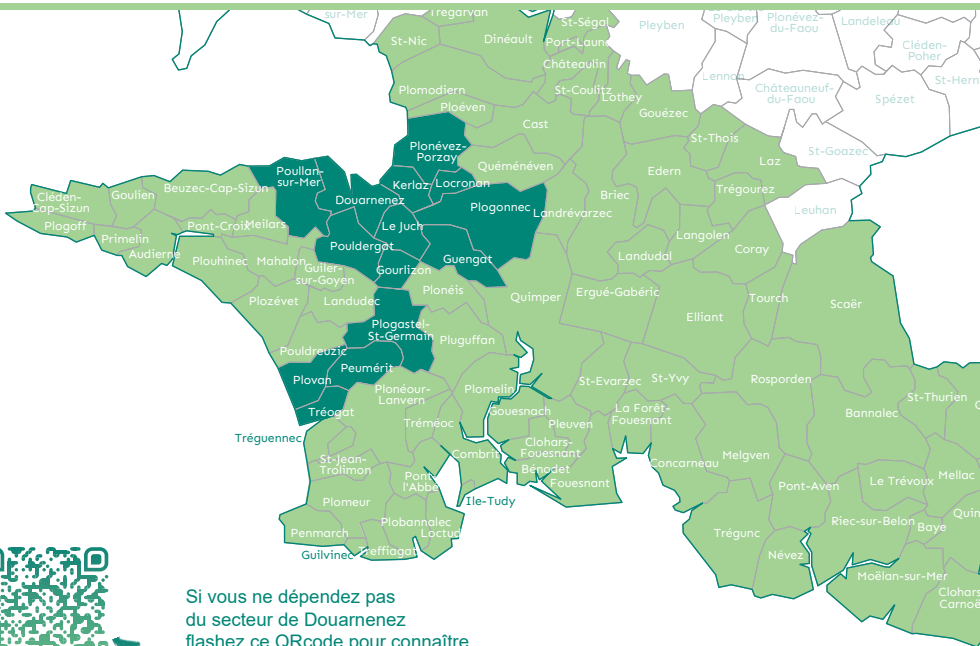 sur-Mer
Trégarvan
St-Ségal
Pleyben
Pleyben
Plonévez-
du-Faou
Landeleau
St-Nic
Dinéault
Port-Launay
Cléden-
Poher
Châteaulin
Lennon
St-Hern
Plomodiern
St-Coulitz
Lothey
Châteauneuf-
du-Faou
Spézet
Ploéven
Gouézec
Cast
St-Thois
St-Goazec
Plonévez-
Porzay
Quéménéven
Edern
Laz
Poullan-
sur-Mer
Kerlaz
Locronan
Trégourez
Beuzec-Cap-Sizun
Goulien
Cléden-
Cap-Sizun
Douarnenez
Plogonnec
Briec
Landrévarzec
Leuhan
Plogoff
Pont-Croix
Meilars
Le Juch
Primelin
Langolen
Pouldergat
Coray
Audierne
Plouhinec
Mahalon
Guengat
Landudal
Guiler-
sur-Goyen
Gourlizon
Plonéis
Quimper
Ergué-Gabéric
Plozévet
Landudec
Tourch
Scaër
Elliant
Plogastel-
St-Germain
Pluguffan
Pouldreuzic
Peumérit
Plovan
St-Evarzec
St-Yvy
Rosporden
Plonéour-
Lanvern
Plomelin
St-Thurien
Tréogat
Gouesnach
La Forêt-
Fouesnant
Bannalec
Tréméoc
Pleuven
Tréguennec
Clohars-
Fouesnant
Combrit
Melgven
St-Jean-
Trolimon
Concarneau
Bénodet
Pont-
l'Abbé
Fouesnant
Pont-Aven
Le Trévoux
Mellac
Plomeur
Ile-Tudy
Plobannalec
Riec-sur-Belon
Baye
Quim
Penmarch
Loctudy
Trégunc
Guilvinec
Treffiagat
Névez
Moëlan-sur-Mer
Clohars
Carnoë
Si vous ne dépendez pas
du secteur de Douarnenez
flashez ce QRcode pour connaître